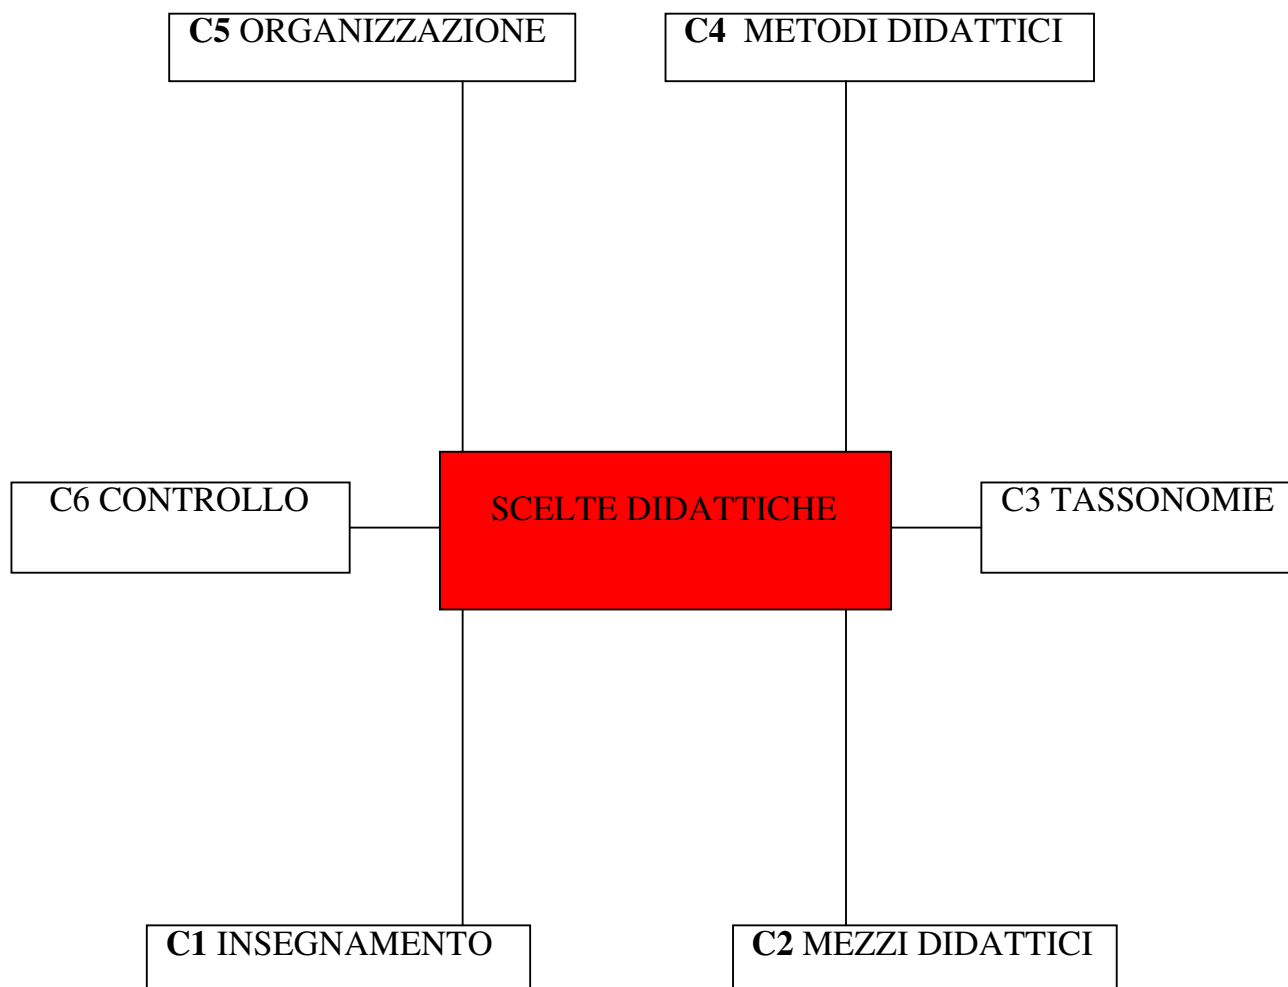 C5 ORGANIZZAZIONE
C4 METODI DIDATTICI
C6 CONTROLLO
SCELTE DIDATTICHE
C3 TASSONOMIE
C1 INSEGNAMENTO
C2 MEZZI DIDATTICI